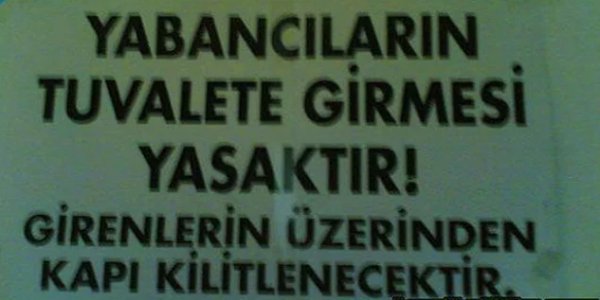 YABANCILARIN
TUVALETE GİRMESİ
YASAKTIR!
GİRENLERİN ÜZERİNDEN
KAPI KİLİTLENECEKTİR.